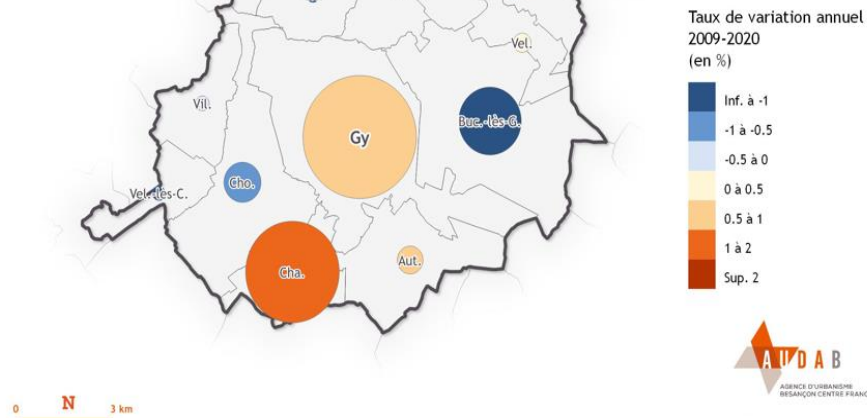 Taux de variation annuel
2009-2020
(en %)
Inf. à -1
-1 à -0.5
-0.5 à 0
0 à 0.5
0.5 à 1
1 à 2
Sup. 2
Vel.
Vil.
Buc.-lès-G.
Gy
Cho.
Vel.-lès-C.
Aut.
Cha.
AUDAB
AGENCE D'URBANISME
BESANÇON CENTRE FRANC
0 N 3 km